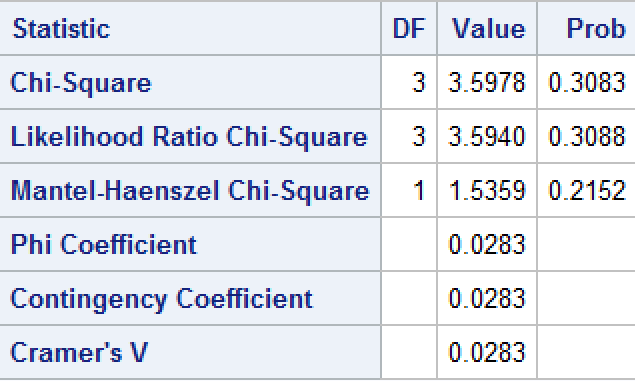 Statistic DF Value Prob
Chi-Square 3 3.5978 0.3083
Likelihood Ratio Chi-Square 3 3.5940 0.3088
Mantel-Haenszel Chi-Square 1 1.5359 0.2152
Phi Coefficient 0.0283
Contingency Coefficient 0.0283
Cramer's V 0.0283